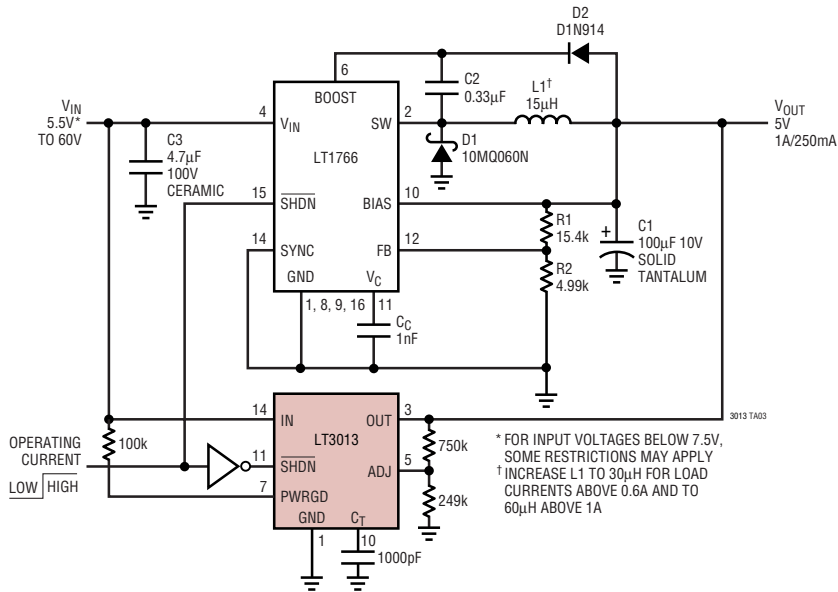 D2
D1N914
6
BOOST
C2
0.33µF
L1†
15µH
VIN
5.5V*
TO 60V
4
VIN
SW
2
VOUT
5V
1A/250mA
C3
4.7µF
100V
CERAMIC
LT1766
D1
10MQ060N
15
SHDN
BIAS
10
R1
15.4k
+
C1
100µF 10V
SOLID
TANTALUM
14
SYNC
FB
12
R2
4.99k
GND
VC
1, 8, 9, 16
11
CC
1nF
3013 TA03
14
IN
OUT
3
OPERATING
CURRENT
100k
LT3013
750k
11
SHDN
ADJ
5
LOW HIGH
7
PWRGD
249k
GND
CT
1
10
1000pF
* FOR INPUT VOLTAGES BELOW 7.5V,
SOME RESTRICTIONS MAY APPLY
† INCREASE L1 TO 30µH FOR LOAD
CURRENTS ABOVE 0.6A AND TO
60µH ABOVE 1A